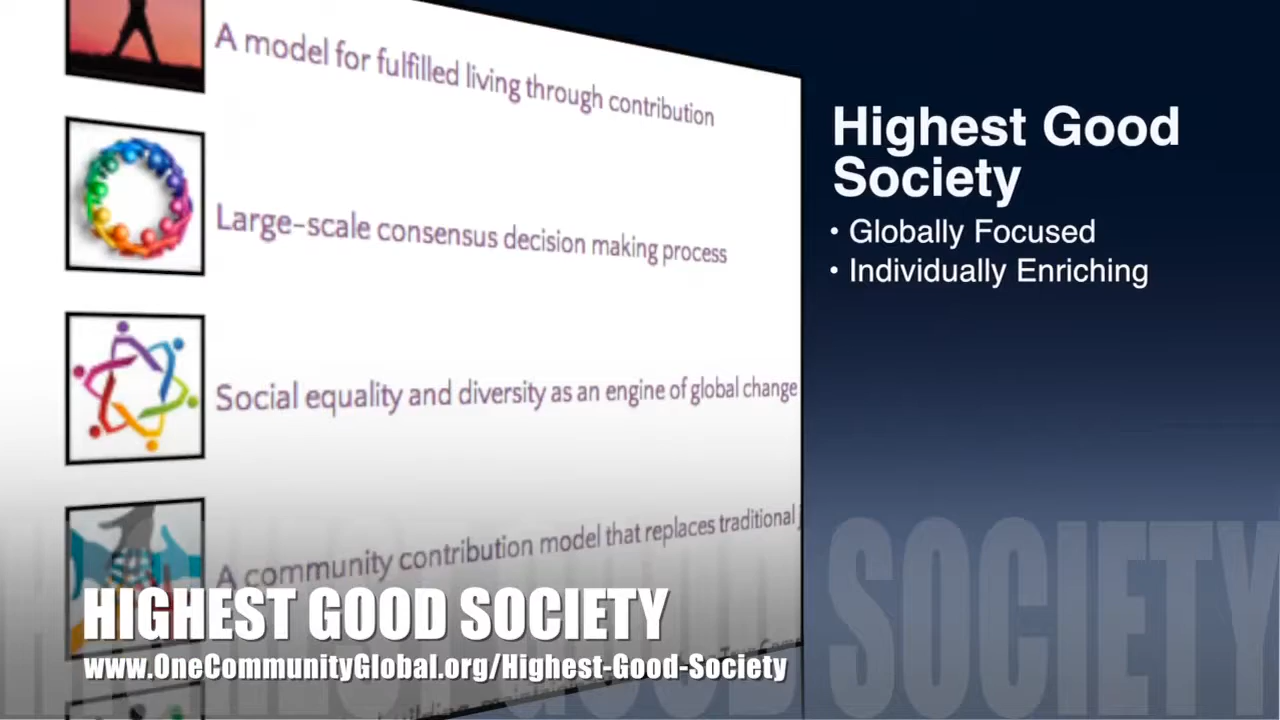 A model for fulfilled living through contribution
Large-scale consensus decision making process
Social equality and diversity as an engine of global change
A community contribution model that replaces traditional
Highest Good
Society
• Globally Focused
• Individually Enriching
HIGHEST GOOD SOCIETY
HIGHEST GOOD SOCIETY
www.OneCommunityGlobal.org/Highest-Good-Society